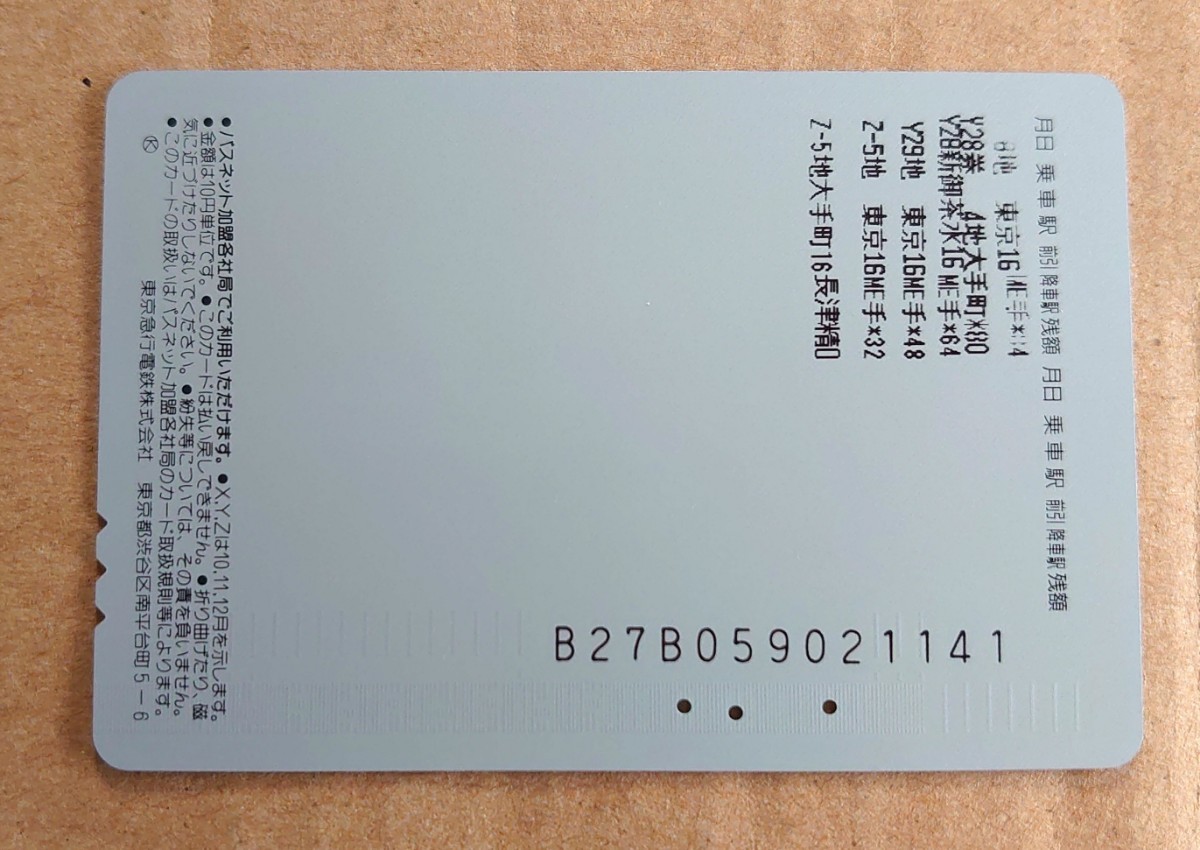 月日 乗車駅 前引 降車駅 残額 月日 乗車駅 前引 降車駅 残額
8地 東京16
Y28券 4地大手町*80
Y28新御茶水16 ME手*64
Y29地 東京16ME手*48
Z-5地 東京16ME手*32
Z-5地大手町16長津精0
B27B059021141
●パスネット加盟各社局でご利用いただけます。●X,Y,Zは10,11,12月を示します。
●金額は10円単位です。●このカードは払い戻しできません。●折り曲げたり、磁
気に近づけたりしないでください。●紛失等については、その責を負いません。
●このカードの取扱いはパスネット加盟各社局のカード取扱規則等によります。
Ⓚ 東京急行電鉄株式会社 東京都渋谷区南平台町5－6